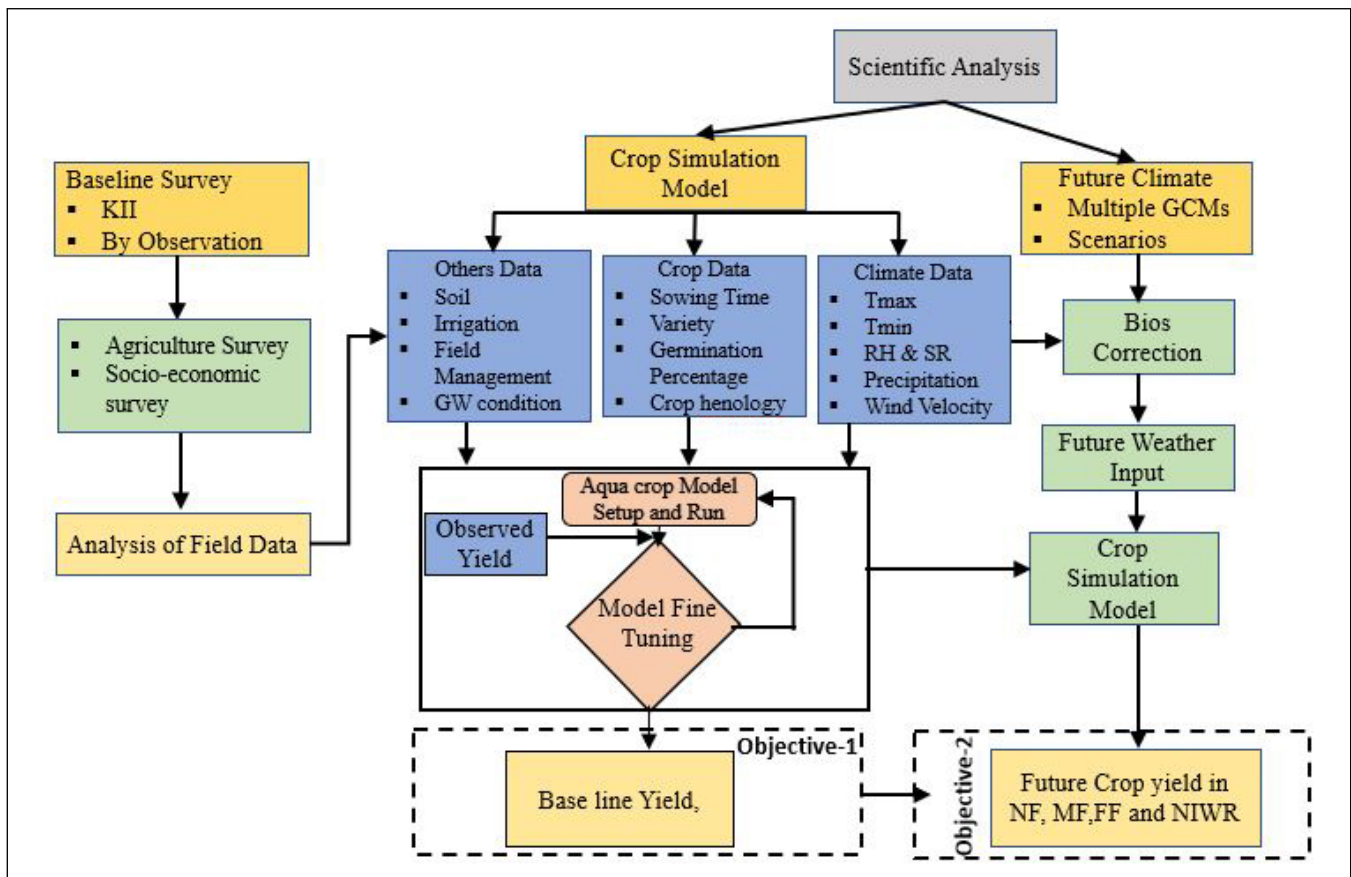 Scientific Analysis
Crop Simulation
Model
Baseline Survey
▪ KII
▪ By Observation
Future Climate
▪ Multiple GCMs
▪ Scenarios
Others Data
▪ Soil
▪ Irrigation
▪ Field
Management
▪ GW condition
Crop Data
▪ Sowing Time
▪ Variety
▪ Germination
Percentage
▪ Crop henology
Climate Data
▪ Tmax
▪ Tmin
▪ RH & SR
▪ Precipitation
▪ Wind Velocity
▪ Agriculture Survey
▪ Socio-economic
survey
Bios
Correction
Future Weather
Input
Analysis of Field Data
Aqua crop Model
Setup and Run
Observed
Yield
Model Fine
Tuning
Crop
Simulation
Model
Objective-1
Base line Yield,
Objective-2
Future Crop yield in
NF, MF,FF and NIWR